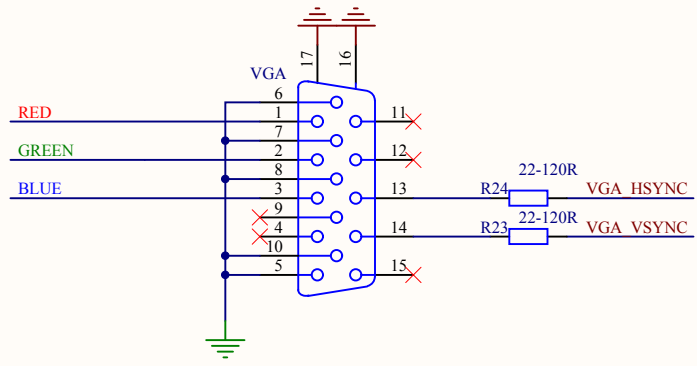 17
16
VGA
6
RED
1
11
7
GREEN
2
12
8
22-120R
BLUE
3
13
R24
VGA_HSYNC
9
22-120R
4
14
R23
VGA_VSYNC
10
5
15